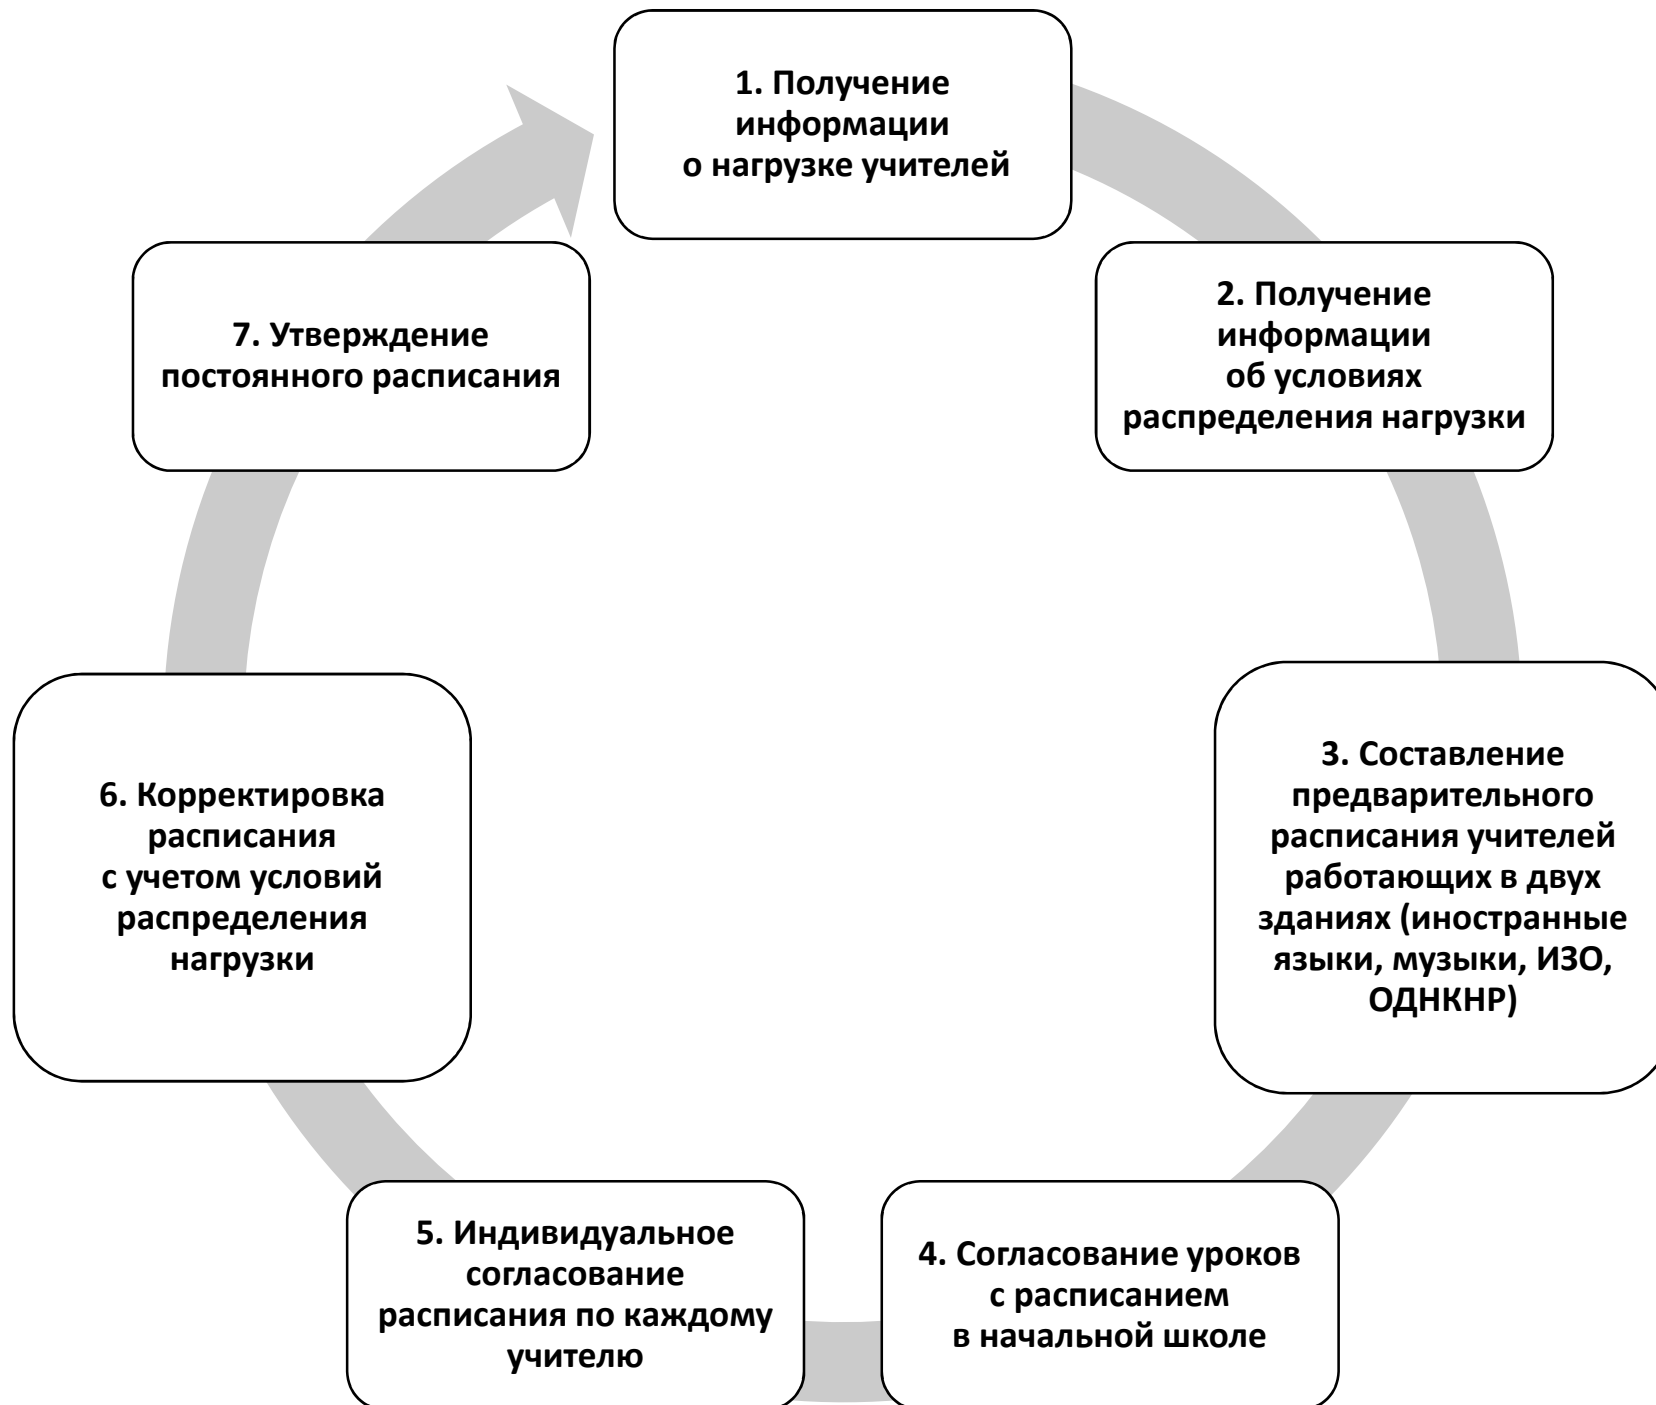 1. Получение
информации
о нагрузке учителей
2. Получение
информации
об условиях
распределения нагрузки
3. Составление
предварительного
расписания учителей
работающих в двух
зданиях (иностранные
языки, музыки, ИЗО,
ОДНКНР)
4. Согласование уроков
с расписанием
в начальной школе
5. Индивидуальное
согласование
расписания по каждому
учителю
6. Корректировка
расписания
с учетом условий
распределения
нагрузки
7. Утверждение
постоянного расписания